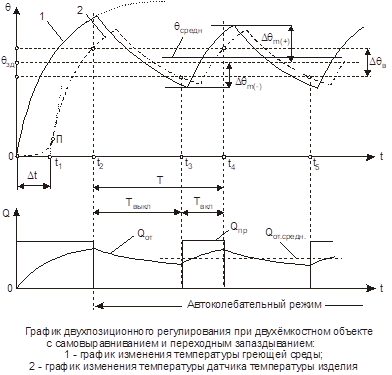 θ
1
2
θсредн
Δθm(+)
θзд
Δθв
Δθm(-)
П
0
t1
t2
t3
t4
t5
t
Δt
T
Tвыкл
Tвкл
Q
Qот
Qпр
Qот.средн.
0
t
Автоколебательный режим
График двухпозиционного регулирования при двухёмкостном объекте
с самовыравниванием и переходным запаздыванием:
1 - график изменения температуры греющей среды;
2 - график изменения температуры датчика температуры изделия